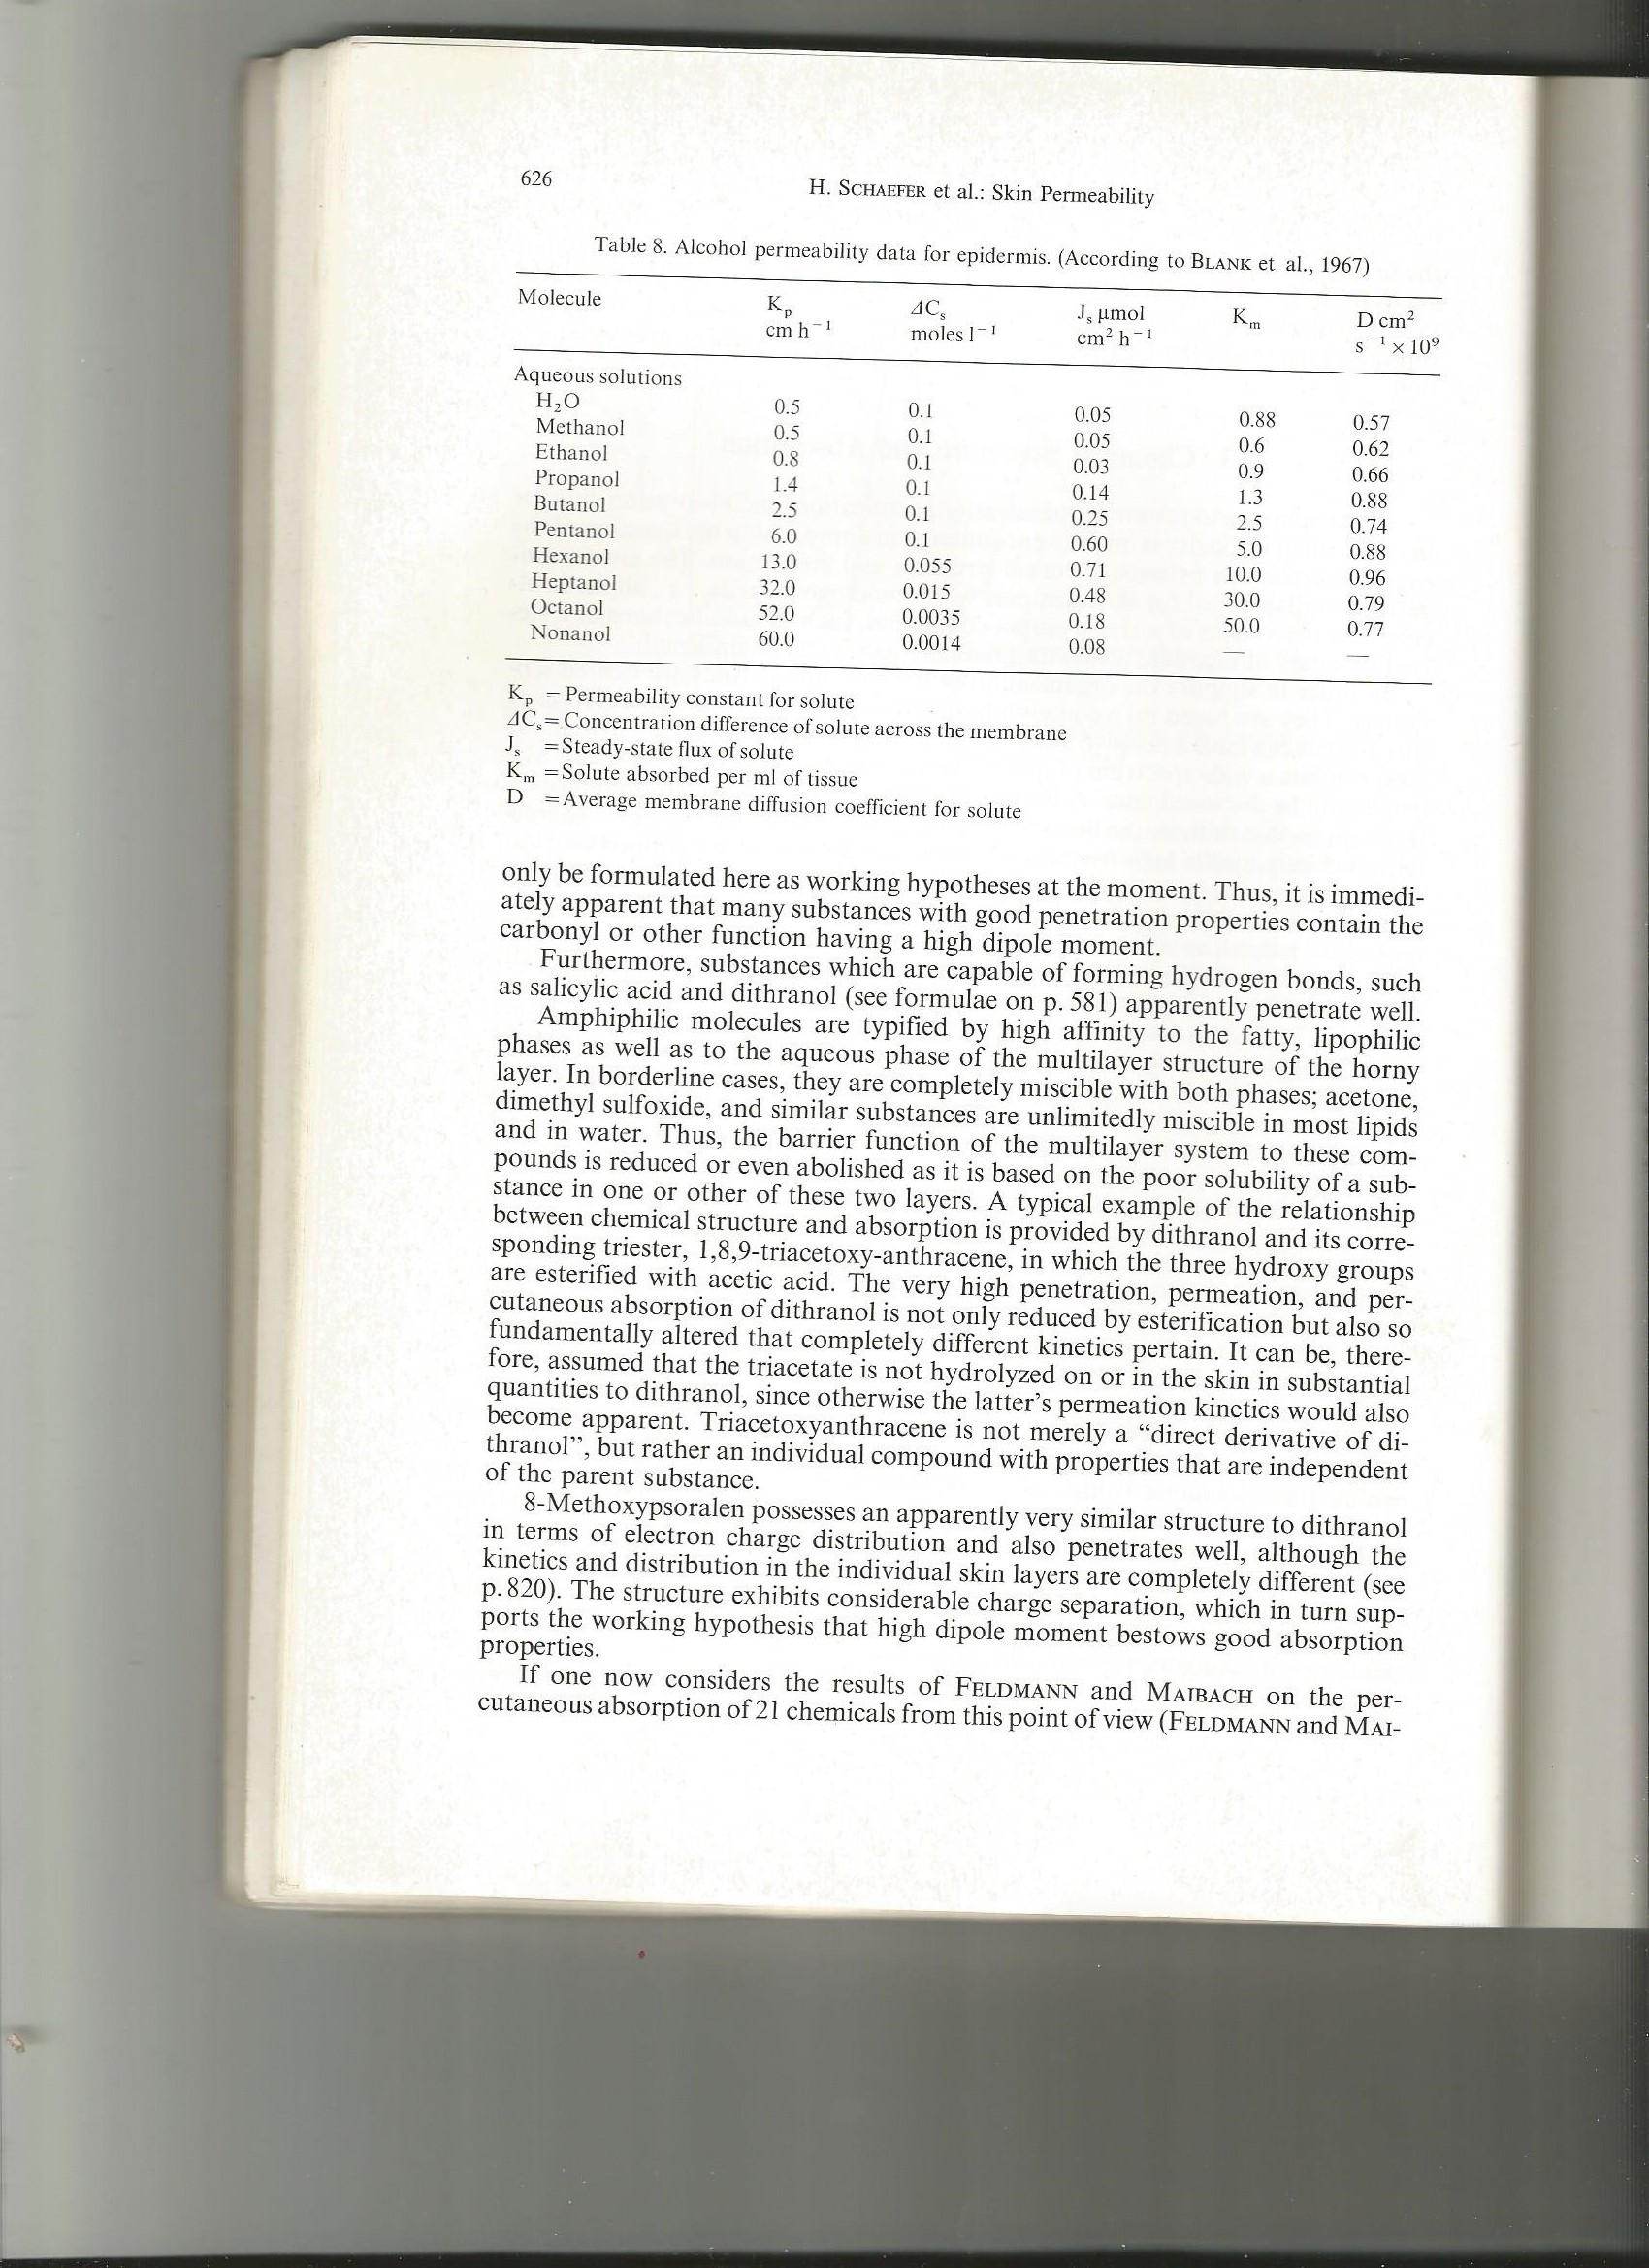 626
H. SCHAEFER et al.: Skin Permeability
Table 8. Alcohol permeability data for epidermis. (According to BLANK et al., 1967)
Molecule Kp cm h⁻¹ ΔCs moles l⁻¹ Js μmol cm² h⁻¹ Km D cm² s⁻¹ × 10⁹
Aqueous solutions
H₂O 0.5 0.1 0.05 0.88 0.57
Methanol 0.5 0.1 0.05 0.6 0.62
Ethanol 0.8 0.1 0.03 0.9 0.66
Propanol 1.4 0.1 0.14 1.3 0.88
Butanol 2.5 0.1 0.25 2.5 0.74
Pentanol 6.0 0.1 0.60 5.0 0.88
Hexanol 13.0 0.055 0.71 10.0 0.96
Heptanol 32.0 0.015 0.48 30.0 0.79
Octanol 52.0 0.0035 0.18 50.0 0.77
Nonanol 60.0 0.0014 0.08 — —
Kp = Permeability constant for solute
ΔCs = Concentration difference of solute across the membrane
Js = Steady-state flux of solute
Km = Solute absorbed per ml of tissue
D = Average membrane diffusion coefficient for solute
only be formulated here as working hypotheses at the moment. Thus, it is immedi-
ately apparent that many substances with good penetration properties contain the
carbonyl or other function having a high dipole moment.
Furthermore, substances which are capable of forming hydrogen bonds, such
as salicylic acid and dithranol (see formulae on p. 581) apparently penetrate well.
Amphiphilic molecules are typified by high affinity to the fatty, lipophilic
phases as well as to the aqueous phase of the multilayer structure of the horny
layer. In borderline cases, they are completely miscible with both phases; acetone,
dimethyl sulfoxide, and similar substances are unlimitedly miscible in most lipids
and in water. Thus, the barrier function of the multilayer system to these com-
pounds is reduced or even abolished as it is based on the poor solubility of a sub-
stance in one or other of these two layers. A typical example of the relationship
between chemical structure and absorption is provided by dithranol and its corre-
sponding triester, 1,8,9-triacetoxy-anthracene, in which the three hydroxy groups
are esterified with acetic acid. The very high penetration, permeation, and per-
cutaneous absorption of dithranol is not only reduced by esterification but also so
fundamentally altered that completely different kinetics pertain. It can be, there-
fore, assumed that the triacetate is not hydrolyzed on or in the skin in substantial
quantities to dithranol, since otherwise the latter's permeation kinetics would also
become apparent. Triacetoxyanthracene is not merely a “direct derivative of di-
thranol”, but rather an individual compound with properties that are independent
of the parent substance.
8-Methoxypsoralen possesses an apparently very similar structure to dithranol
in terms of electron charge distribution and also penetrates well, although the
kinetics and distribution in the individual skin layers are completely different (see
p. 820). The structure exhibits considerable charge separation, which in turn sup-
ports the working hypothesis that high dipole moment bestows good absorption
properties.
If one now considers the results of FELDMANN and MAIBACH on the per-
cutaneous absorption of 21 chemicals from this point of view (FELDMANN and MAI-